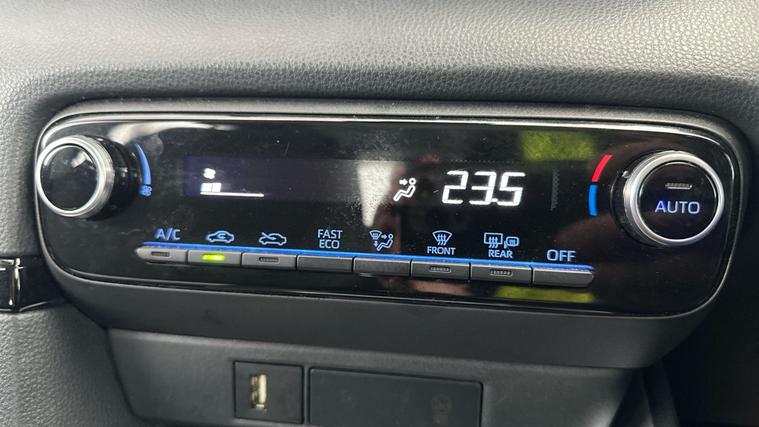 23.5
AUTO
A/C
FAST
ECO
FRONT
REAR
OFF